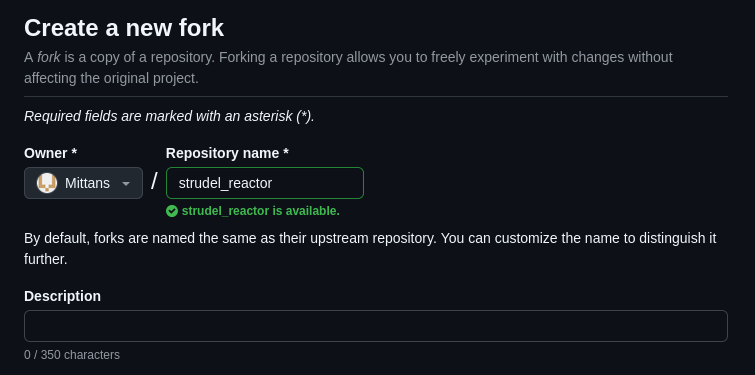 Create a new fork
A fork is a copy of a repository. Forking a repository allows you to freely experiment with changes without
affecting the original project.
Required fields are marked with an asterisk (*).
Owner * Repository name *
Mittans / strudel_reactor
strudel_reactor is available.
By default, forks are named the same as their upstream repository. You can customize the name to distinguish it
further.
Description
0 / 350 characters